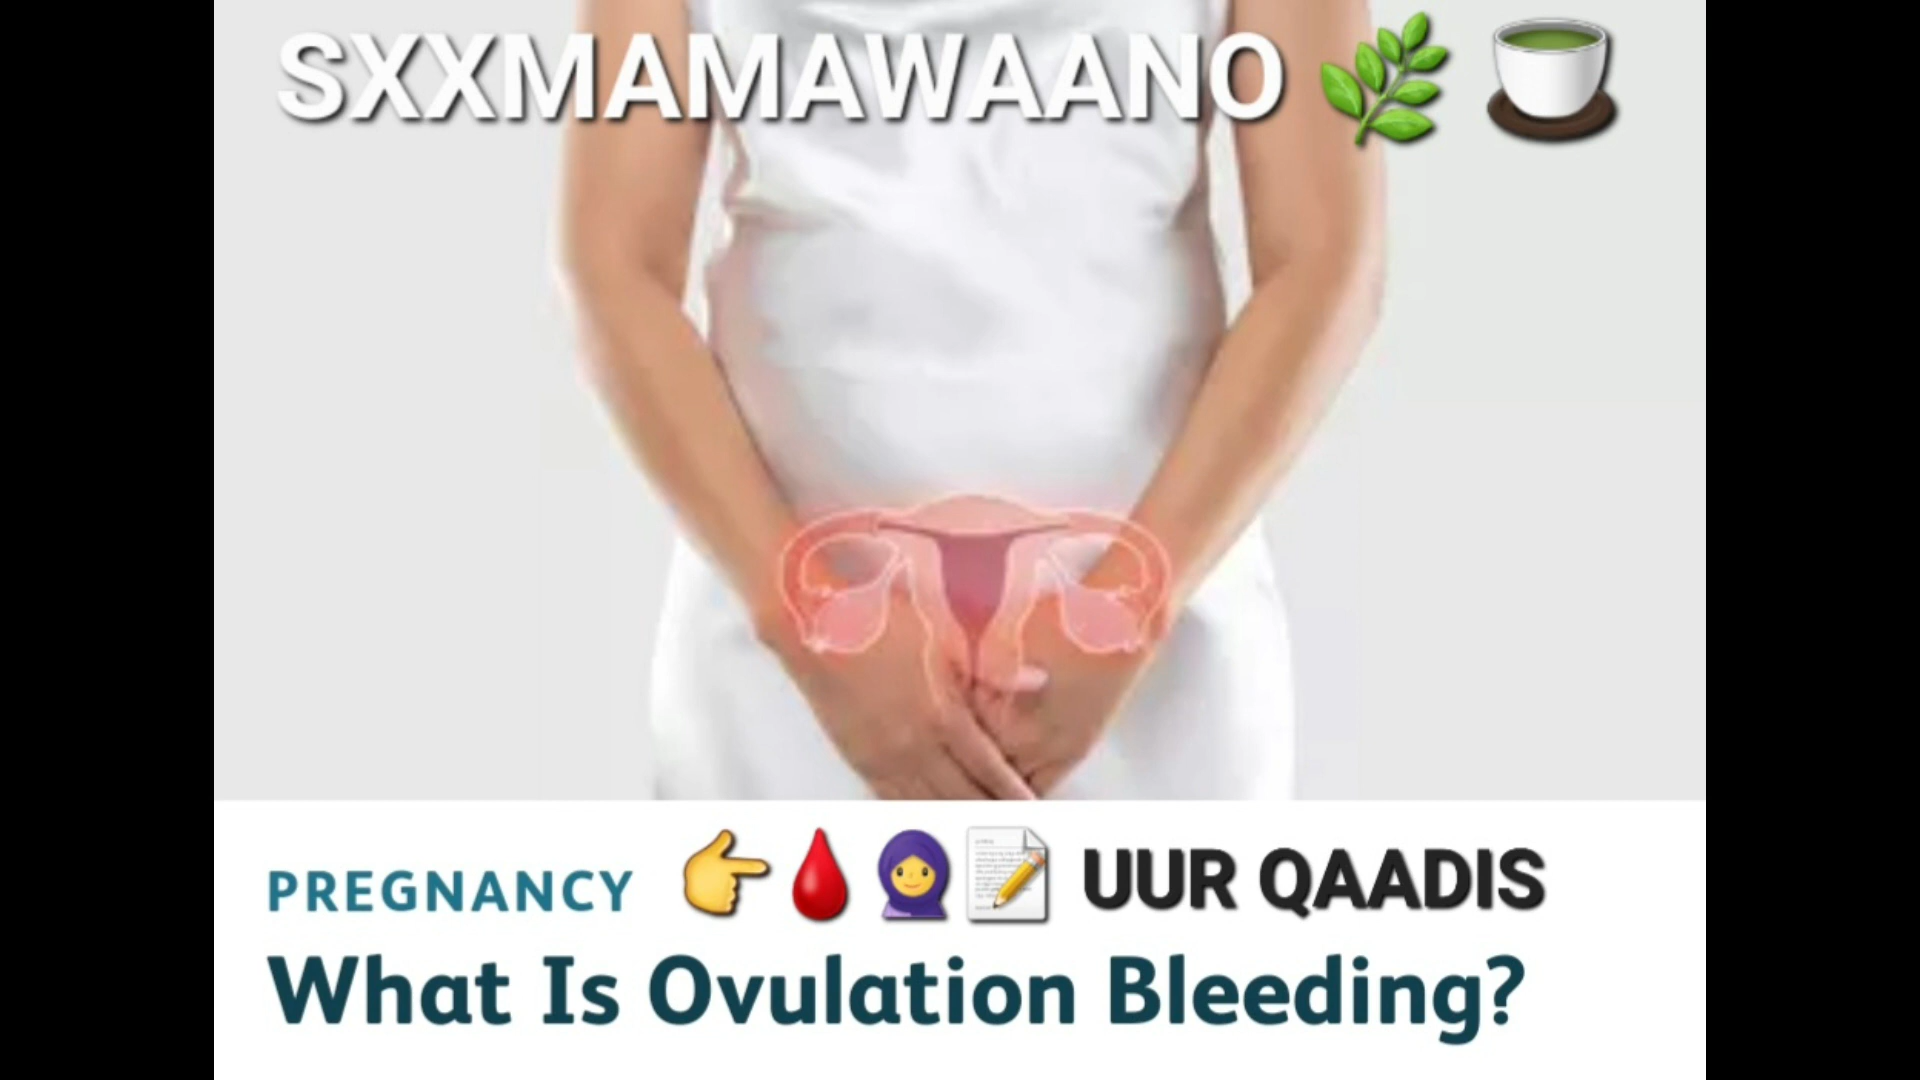 SXXMAMAWAANO 🌿 🍵
PREGNANCY 👉🩸🧕📝 UUR QAADIS
What Is Ovulation Bleeding?